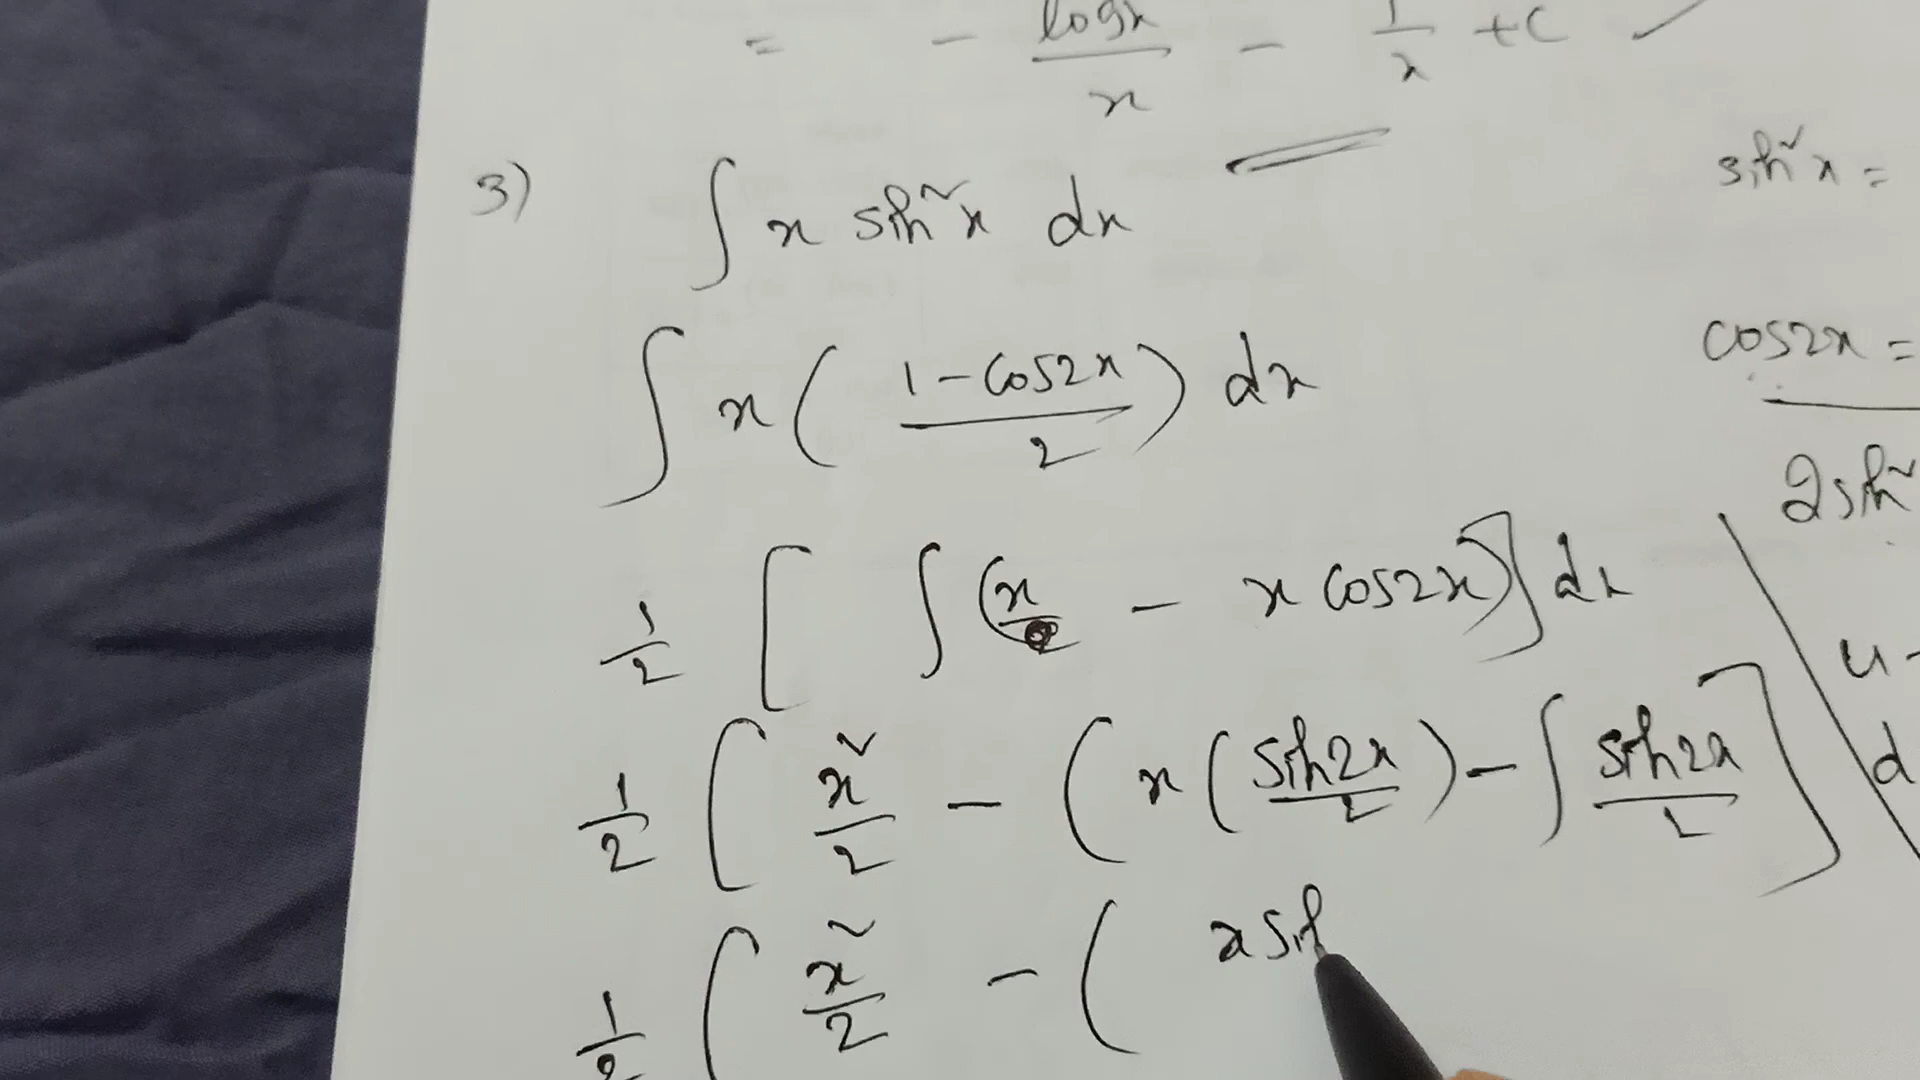 = - logx/x - 1/x + C ✓
3) ∫ x sin²x dx
sin²x =
∫ x ( (1 - cos2x)/2 ) dx
cos2x =
2sin²
1/2 [ ∫ (x - x cos2x) ] dx
u -
1/2 [ x²/2 - ( x ( sin2x/2 ) - ∫ sin2x/2 ]
d
1/2 ( x²/2 - ( x sin